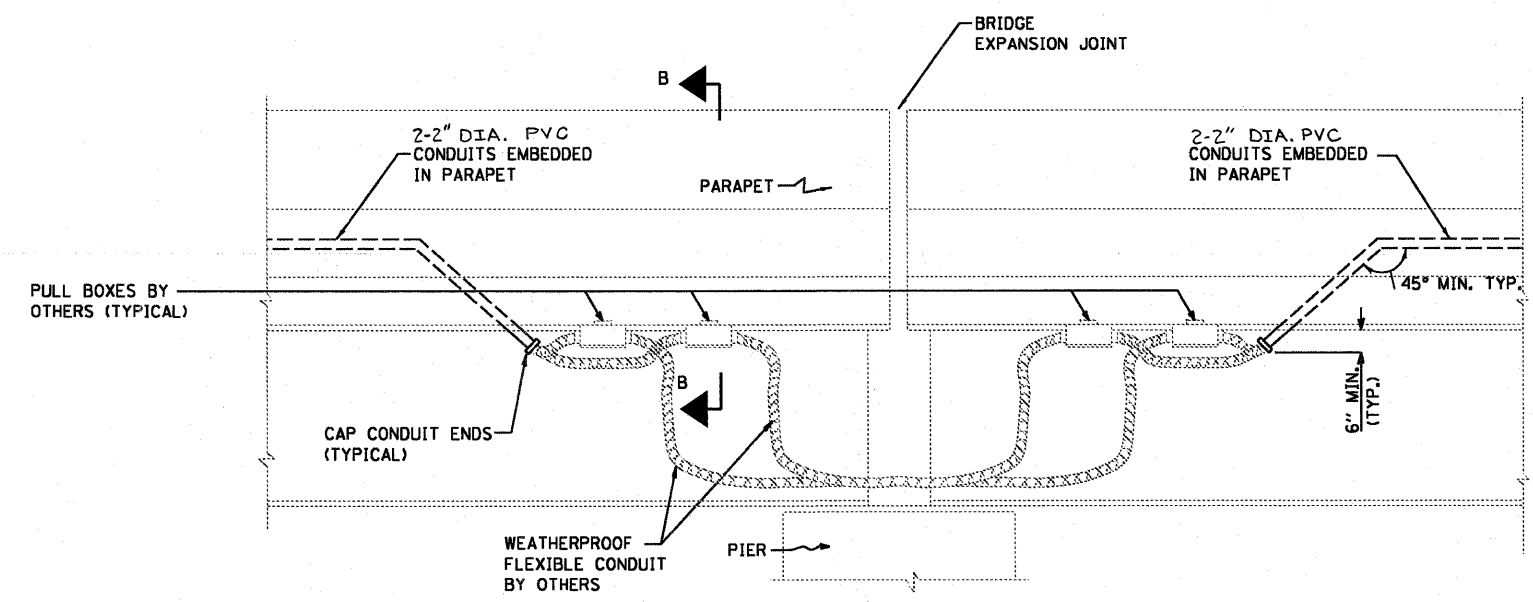 BRIDGE
EXPANSION JOINT
B
2-2" DIA. PVC
CONDUITS EMBEDDED
IN PARAPET
PARAPET
2-2" DIA. PVC
CONDUITS EMBEDDED
IN PARAPET
PULL BOXES BY
OTHERS (TYPICAL)
45° MIN. TYP.
B
6" MIN.
(TYP.)
CAP CONDUIT ENDS
(TYPICAL)
WEATHERPROOF
FLEXIBLE CONDUIT
BY OTHERS
PIER